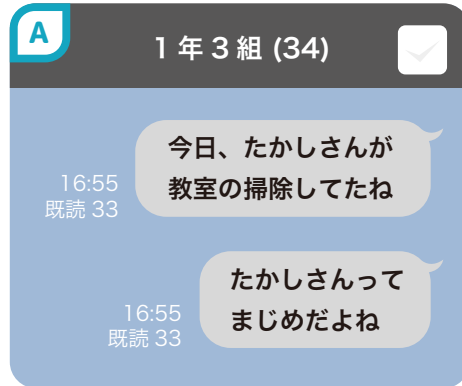 A
1年3組 (34)
今日、たかしさんが
教室の掃除してたね
16:55
既読 33
たかしさんって
まじめだよね
16:55
既読 33